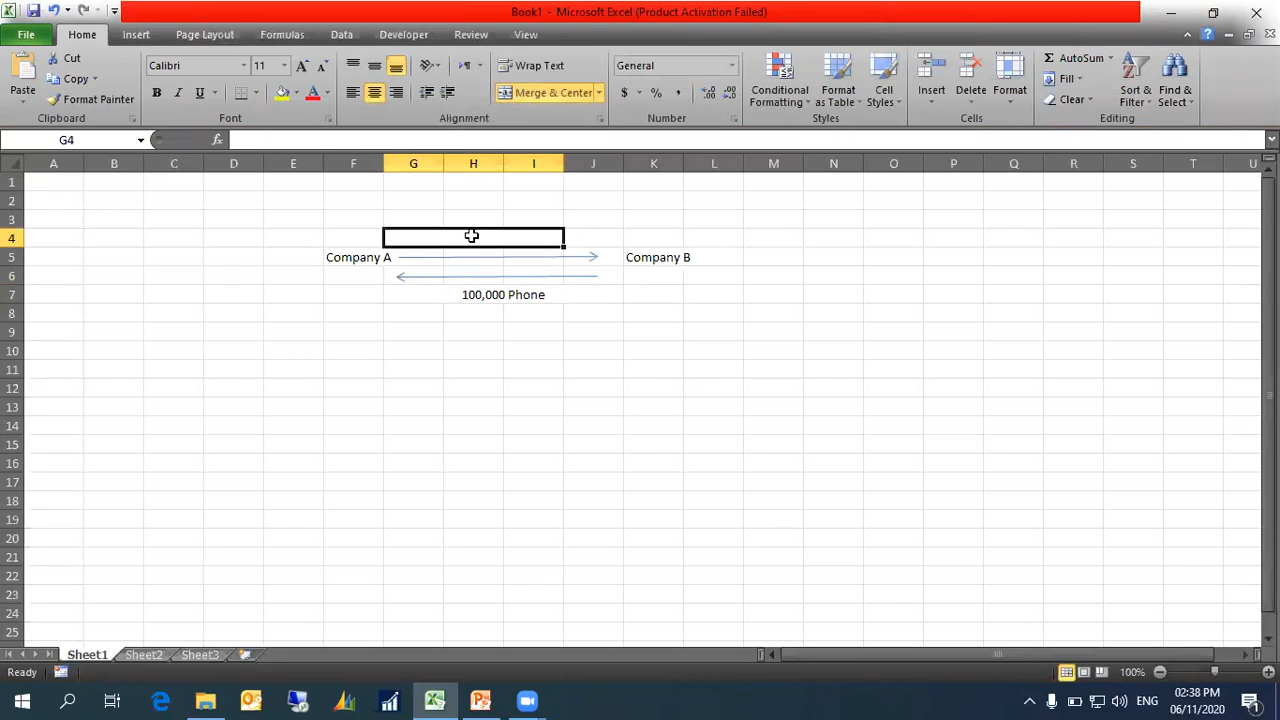 Book1 - Microsoft Excel (Product Activation Failed)
File Home Insert Page Layout Formulas Data Developer Review View
Cut
Copy
Format Painter
Paste
Clipboard
Calibri 11
B I U
Font
Wrap Text
Merge & Center
Alignment
General
$ % ,
Number
Conditional Formatting
Format as Table
Cell Styles
Styles
Insert Delete Format
Cells
AutoSum
Fill
Clear
Sort & Filter
Find & Select
Editing
G4 fx
A B C D E F G H I J K L M N O P Q R S T U
1
2
3
4
5 Company A Company B
6
7 100,000 Phone
8
9
10
11
12
13
14
15
16
17
18
19
20
21
22
23
24
25
Sheet1 Sheet2 Sheet3
Ready 100%
ENG 02:38 PM
06/11/2020
1